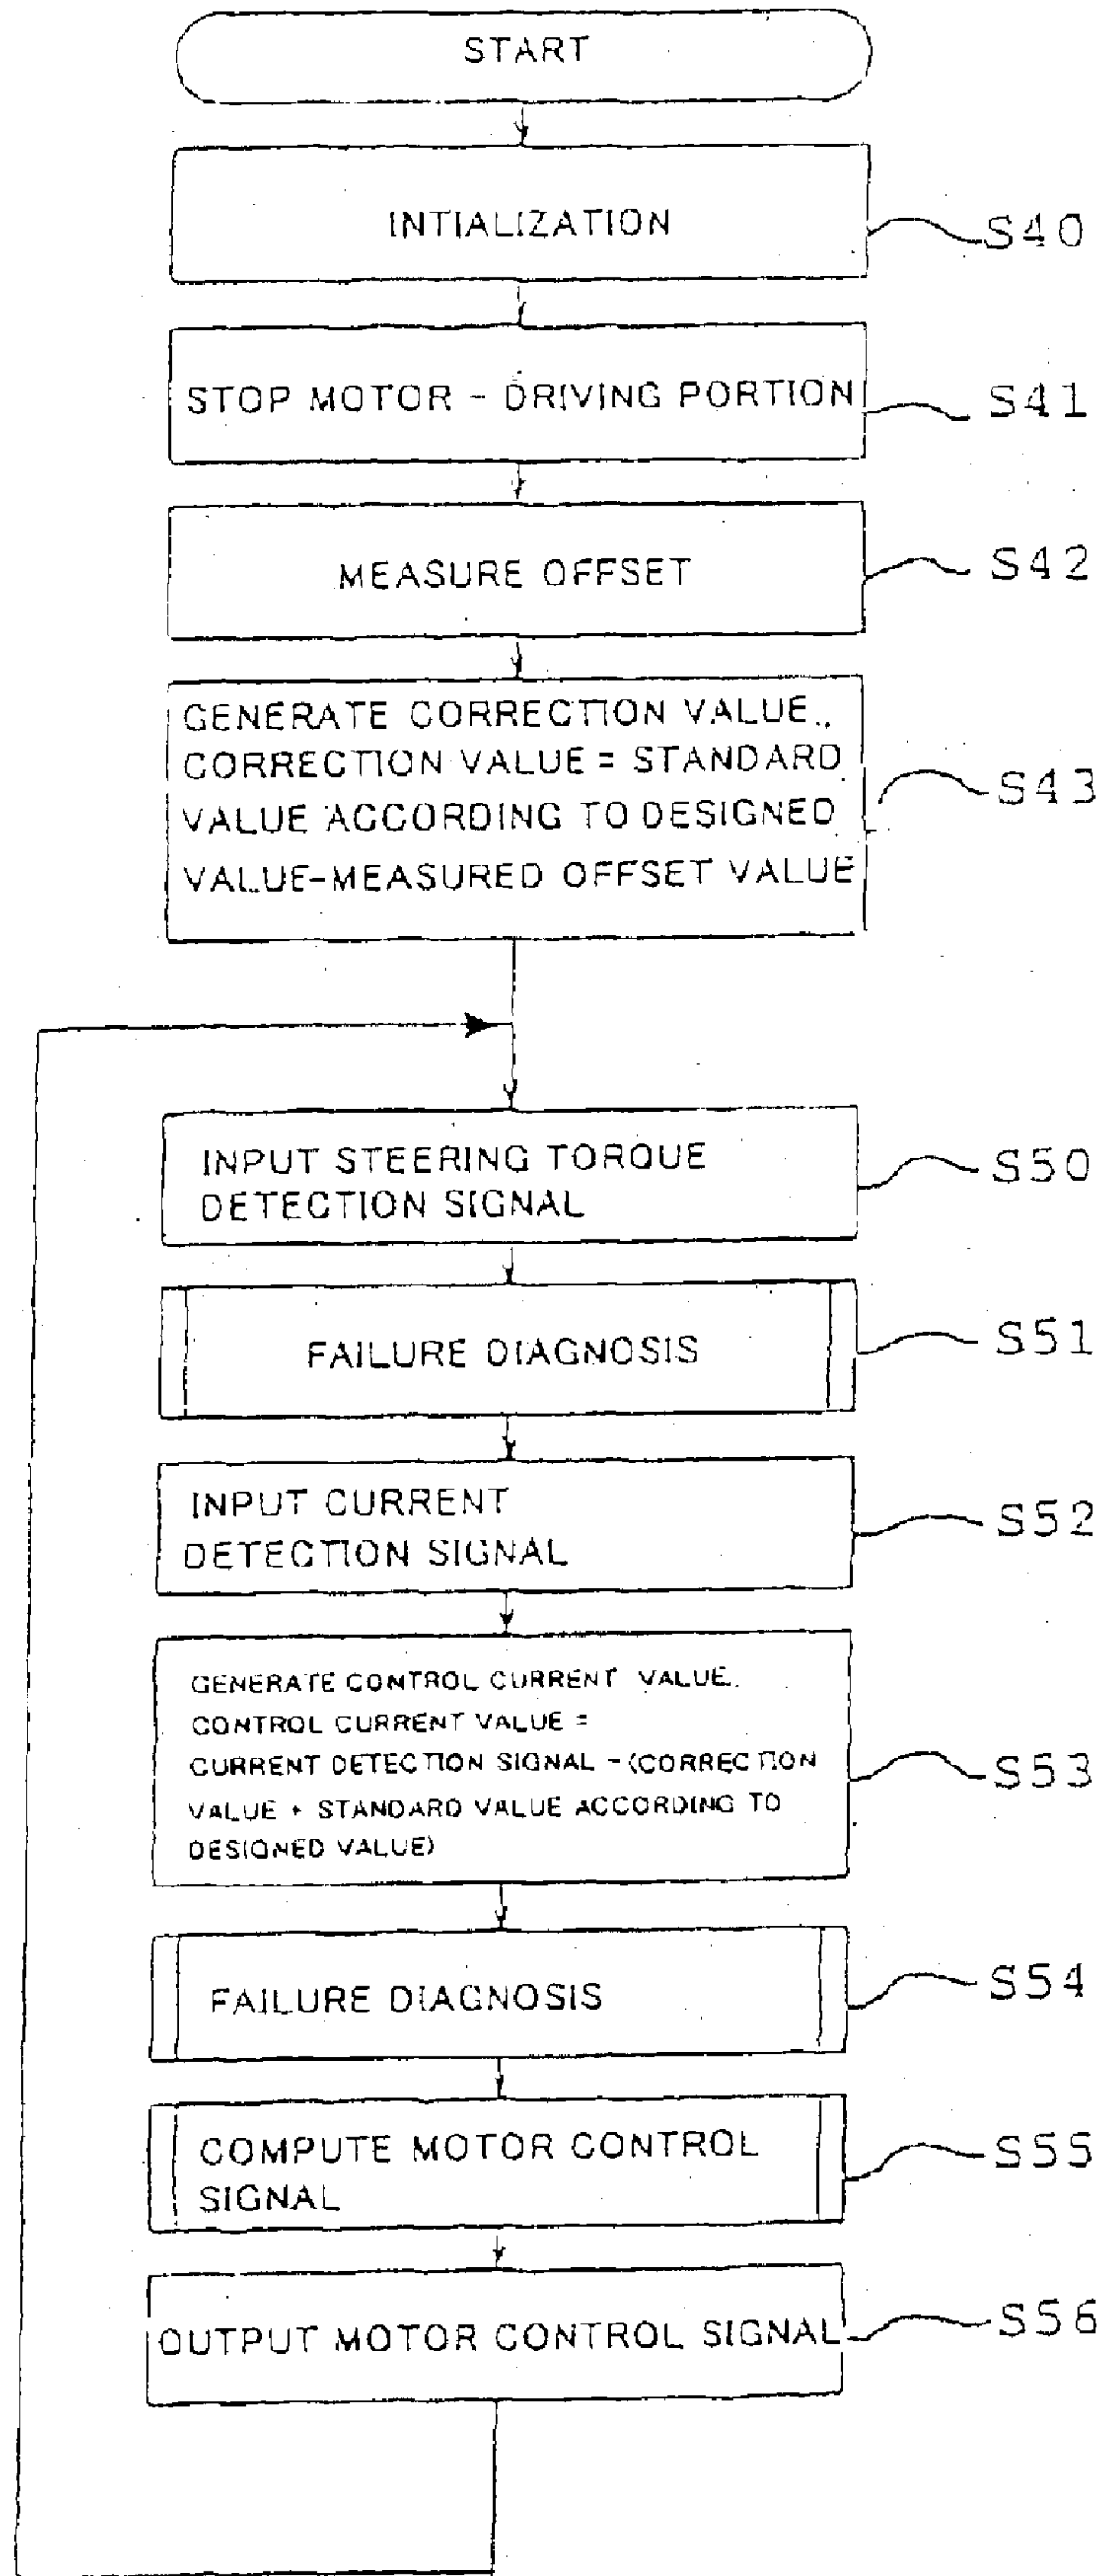 START
INTIALIZATION
S40
STOP MOTOR - DRIVING PORTION
S41
MEASURE OFFSET
S42
GENERATE CORRECTION VALUE.
CORRECTION VALUE = STANDARD
VALUE ACCORDING TO DESIGNED
VALUE-MEASURED OFFSET VALUE
S43
INPUT STEERING TORQUE
DETECTION SIGNAL
S50
FAILURE DIAGNOSIS
S51
INPUT CURRENT
DETECTION SIGNAL
S52
GENERATE CONTROL CURRENT VALUE.
CONTROL CURRENT VALUE =
CURRENT DETECTION SIGNAL -(CORRECTION
VALUE + STANDARD VALUE ACCORDING TO
DESIGNED VALUE)
S53
FAILURE DIAGNOSIS
S54
COMPUTE MOTOR CONTROL
SIGNAL
S55
OUTPUT MOTOR CONTROL SIGNAL
S56